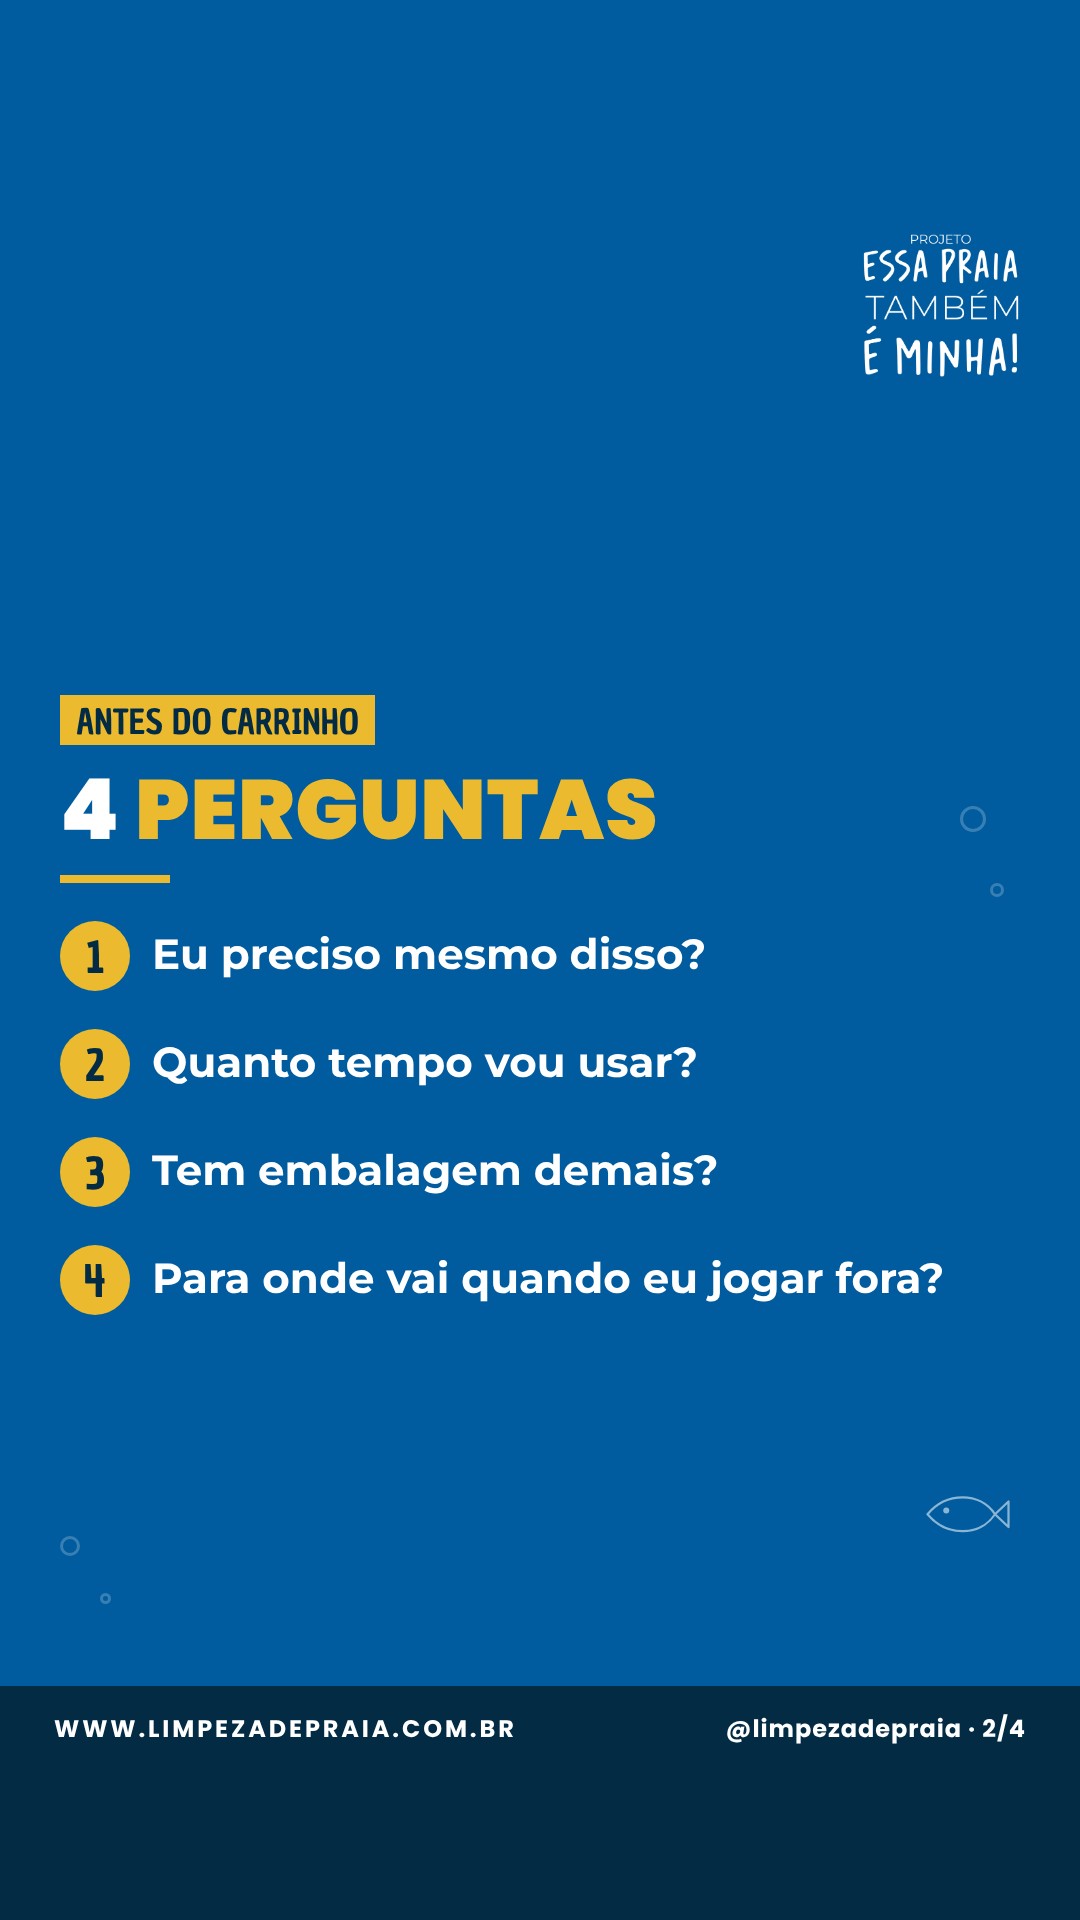 PROJETO
ESSA PRAIA
TAMBÉM
É MINHA!
ANTES DO CARRINHO
4 PERGUNTAS
1 Eu preciso mesmo disso?
2 Quanto tempo vou usar?
3 Tem embalagem demais?
4 Para onde vai quando eu jogar fora?
WWW.LIMPEZADEPRAIA.COM.BR
@limpezadepraia · 2/4